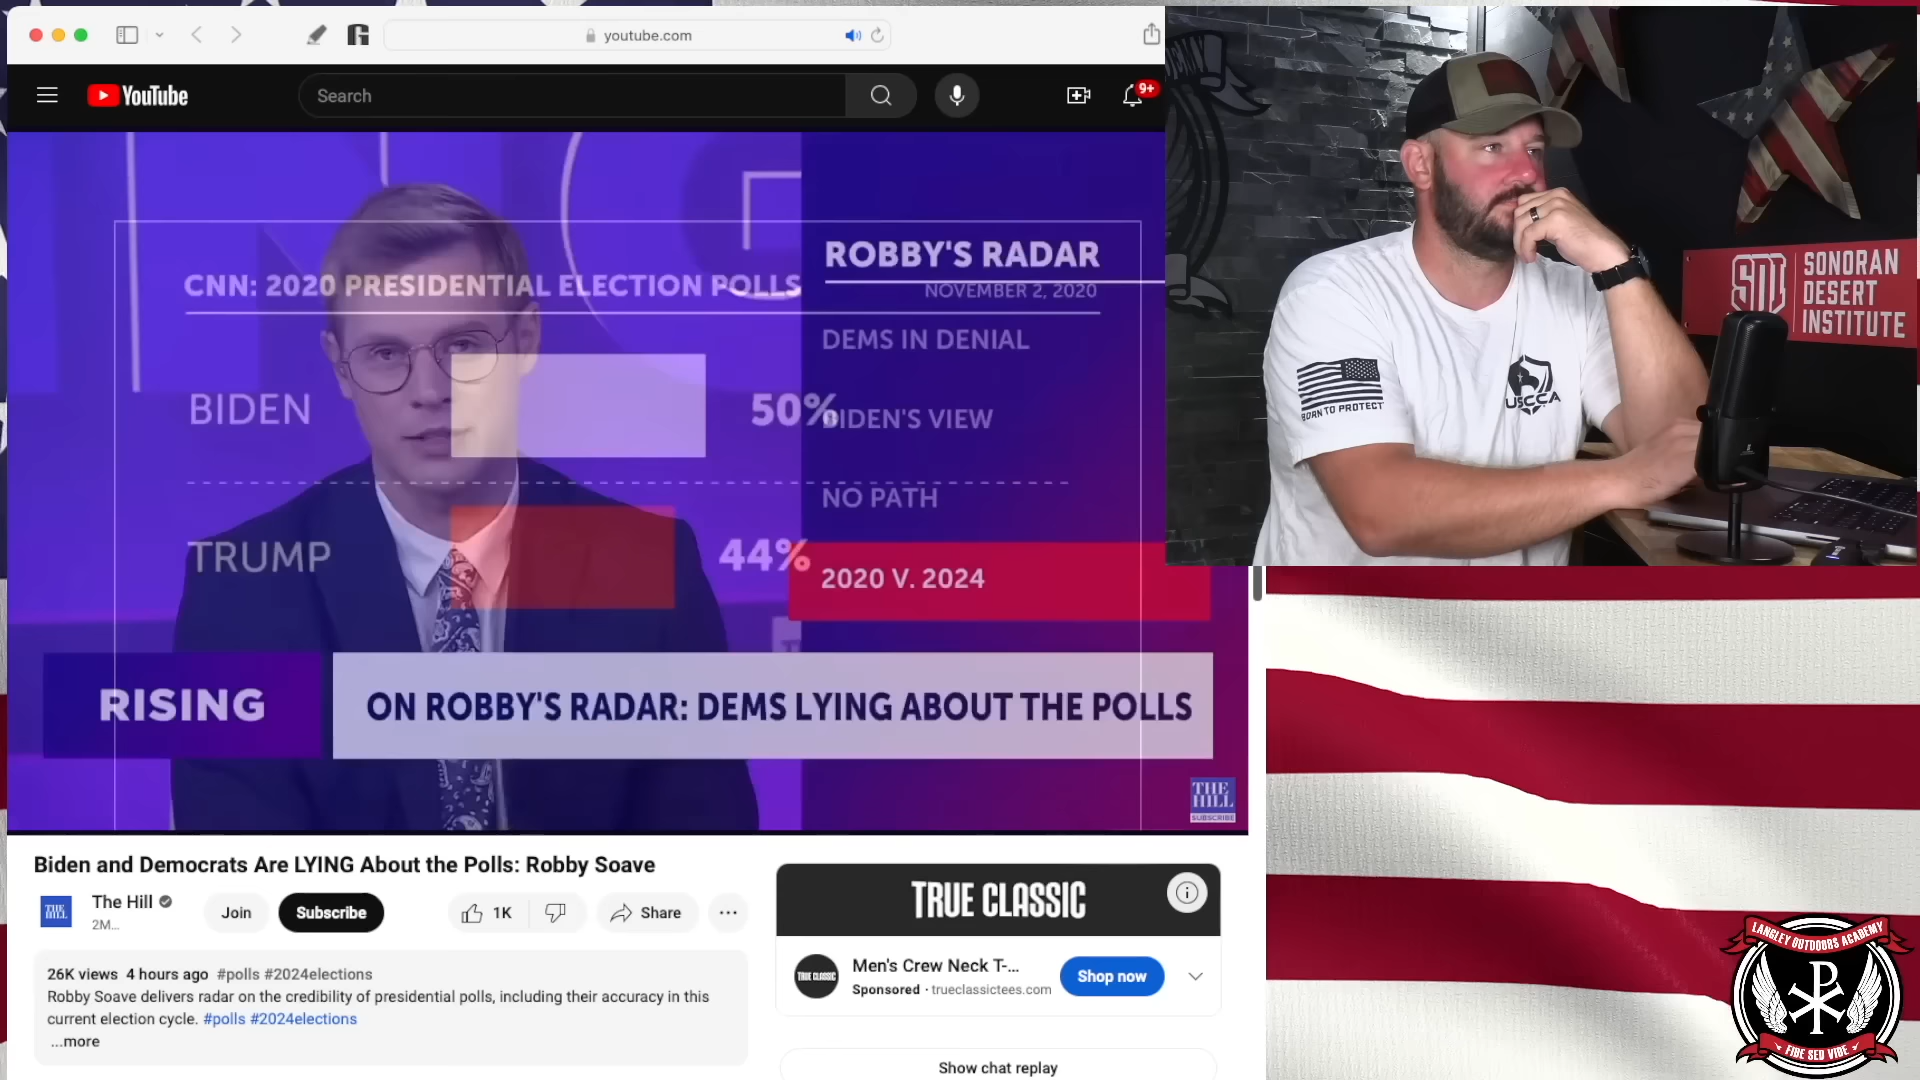 youtube.com
YouTube
Search
9+
CNN: 2020 PRESIDENTIAL ELECTION POLLS
NOVEMBER 2, 2020
BIDEN
50%
TRUMP
44%
ROBBY'S RADAR
DEMS IN DENIAL
BIDEN'S VIEW
NO PATH
2020 V. 2024
RISING
ON ROBBY'S RADAR: DEMS LYING ABOUT THE POLLS
THE
HILL
SUBSCRIBE
Biden and Democrats Are LYING About the Polls: Robby Soave
THE
HILL
The Hill
2M...
Join
Subscribe
1K
Share
26K views 4 hours ago #polls #2024elections
Robby Soave delivers radar on the credibility of presidential polls, including their accuracy in this
current election cycle. #polls #2024elections
...more
TRUE CLASSIC
TRUE CLASSIC
Men's Crew Neck T-...
Sponsored · trueclassictees.com
Shop now
Show chat replay
BORN TO PROTECT
USCCA
SDI
SONORAN
DESERT
INSTITUTE
LANGLEY OUTDOORS ACADEMY
FIDE SED VIDE